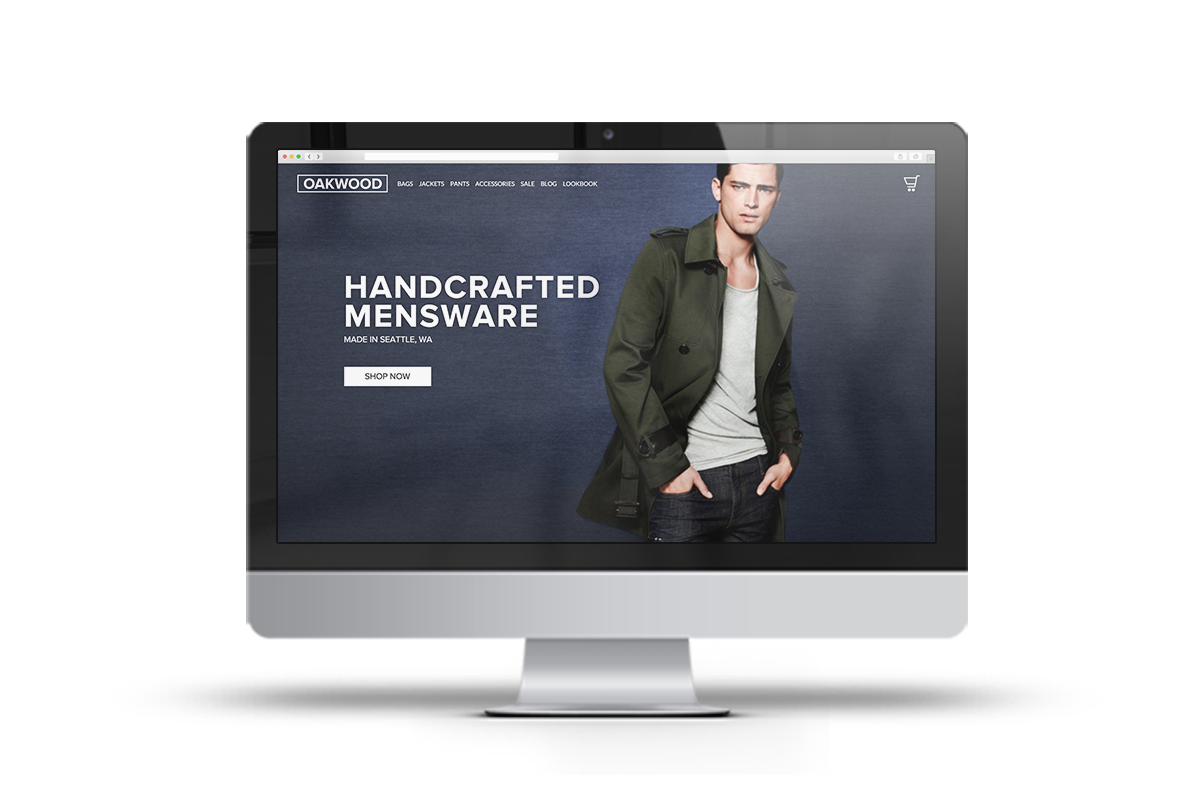 OAKWOOD
BAGS JACKETS PANTS ACCESSORIES SALE BLOG LOOKBOOK
HANDCRAFTED
MENSWARE
MADE IN SEATTLE, WA
SHOP NOW